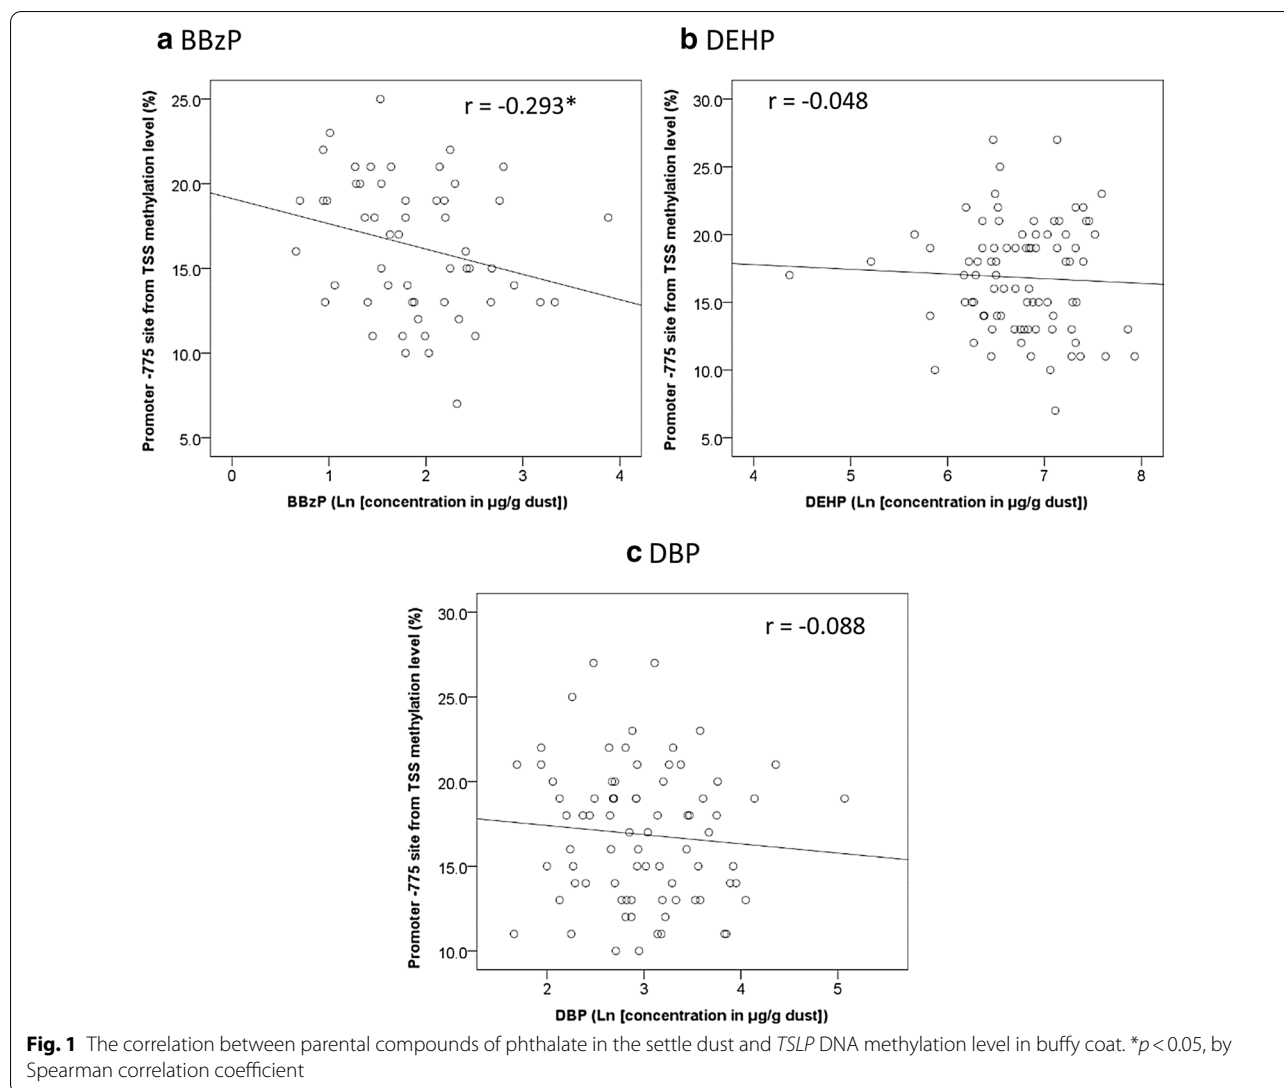 a BBzP
r = -0.293*
Promoter -775 site from TSS methylation level (%)
25.0
20.0
15.0
10.0
5.0
0 1 2 3 4
BBzP (Ln [concentration in µg/g dust])
b DEHP
r = -0.048
Promoter -775 site from TSS methylation level (%)
30.0
25.0
20.0
15.0
10.0
5.0
4 5 6 7 8
DEHP (Ln [concentration in µg/g dust])
c DBP
r = -0.088
Promoter -775 site from TSS methylation level (%)
30.0
25.0
20.0
15.0
10.0
2 3 4 5
DBP (Ln [concentration in µg/g dust])
Fig. 1 The correlation between parental compounds of phthalate in the settle dust and TSLP DNA methylation level in buffy coat. *p < 0.05, by
Spearman correlation coefficient